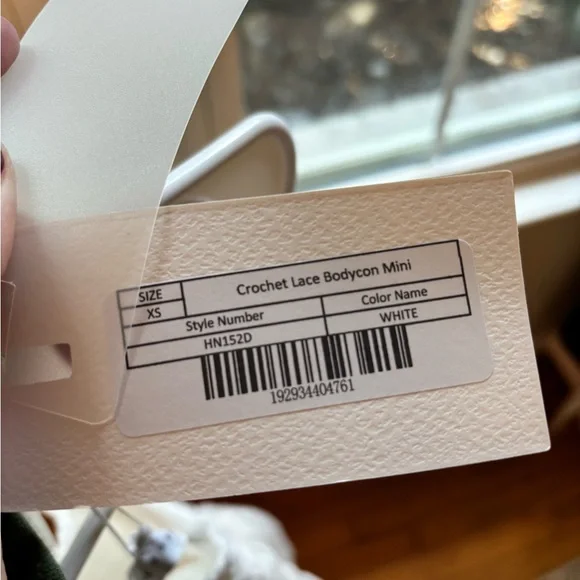 SIZE
Crochet Lace Bodycon Mini
XS
Style Number
Color Name
HN152D
WHITE
192934404761